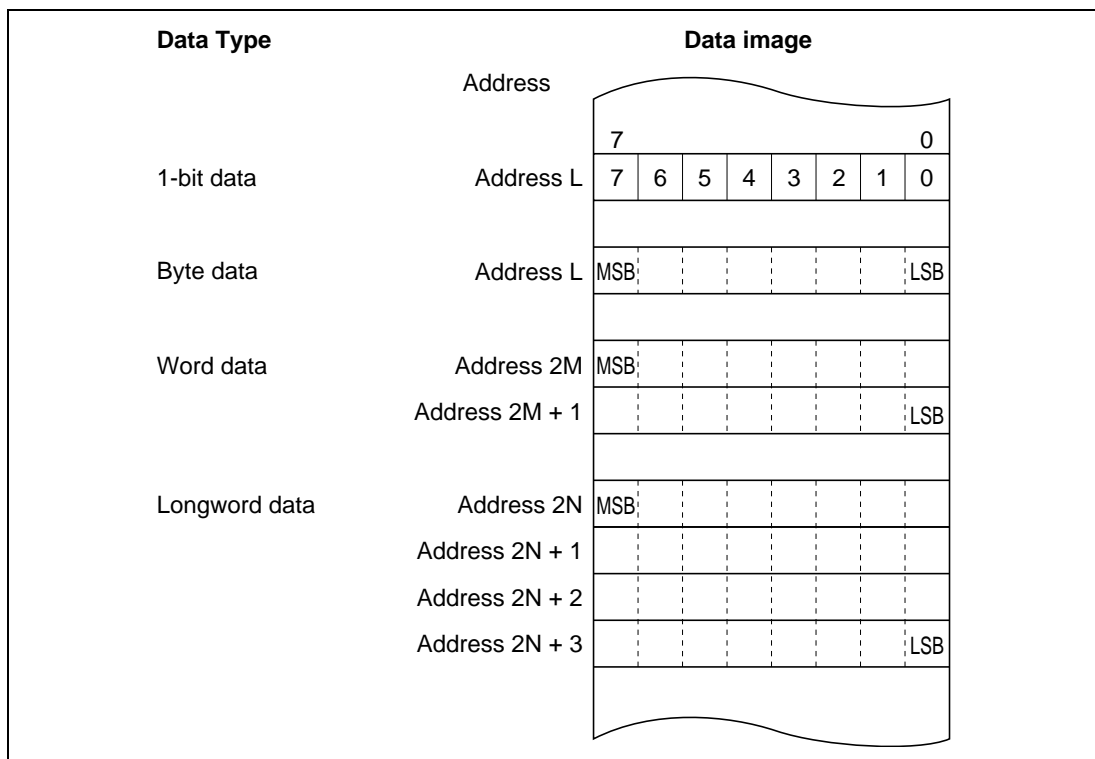 Data Type Data image
Address
7 0
1-bit data Address L 7 6 5 4 3 2 1 0
Byte data Address L MSB LSB
Word data Address 2M MSB
Address 2M + 1 LSB
Longword data Address 2N MSB
Address 2N + 1
Address 2N + 2
Address 2N + 3 LSB